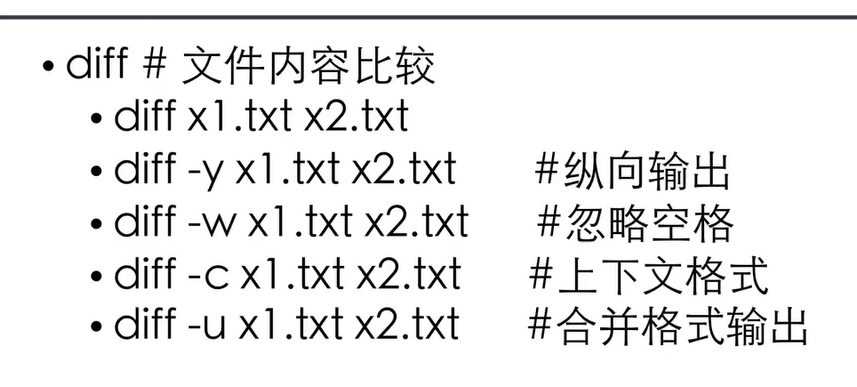 • diff # 文件内容比较
• diff x1.txt x2.txt
• diff -y x1.txt x2.txt #纵向输出
• diff -w x1.txt x2.txt #忽略空格
• diff -c x1.txt x2.txt #上下文格式
• diff -u x1.txt x2.txt #合并格式输出